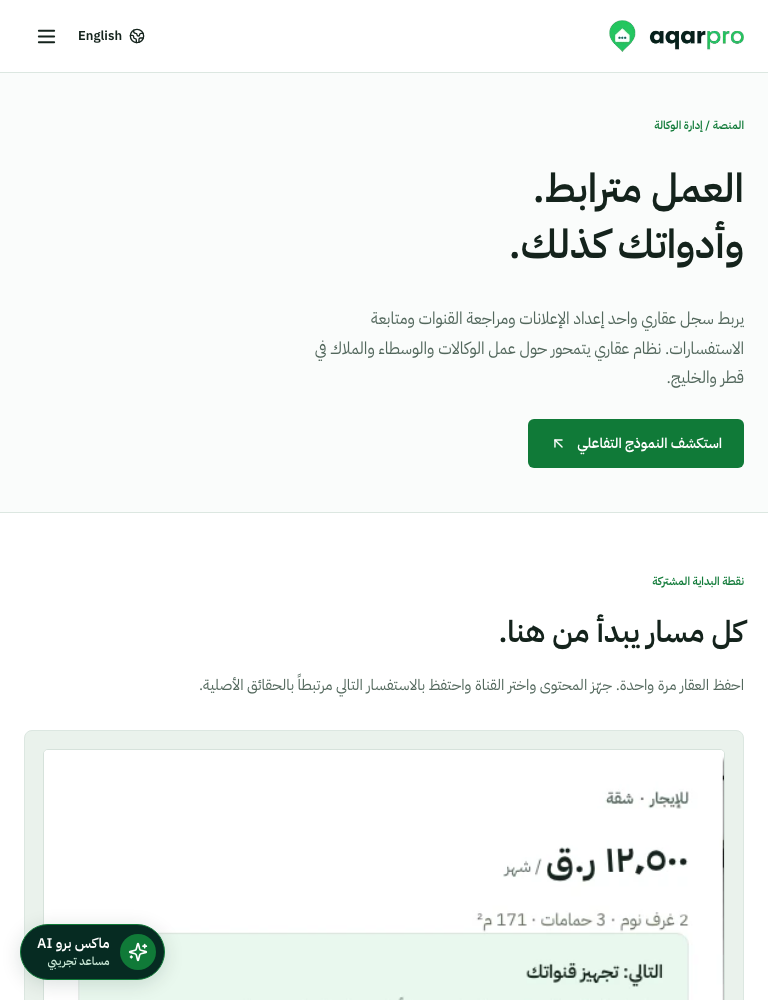 aqarpro
English
المنصة / إدارة الوكالة
العمل مترابط.
وأدواتك كذلك.
يربط سجل عقاري واحد إعداد الإعلانات ومراجعة القنوات ومتابعة
الاستفسارات. نظام عقاري يتمحور حول عمل الوكالات والوسطاء والملاك في
قطر والخليج.
استكشف النموذج التفاعلي
نقطة البداية المشتركة
كل مسار يبدأ من هنا.
احفظ العقار مرة واحدة. جهّز المحتوى واختر القناة واحتفظ بالاستفسار التالي مرتبطاً بالحقائق الأصلية.
للإيجار · شقة
١٢,٥٠٠ ر.ق / شهر
2 غرف نوم · 3 حمامات · 171 م²
التالي: تجهيز قنواتك
ماكس برو AI
مساعد تجريبي